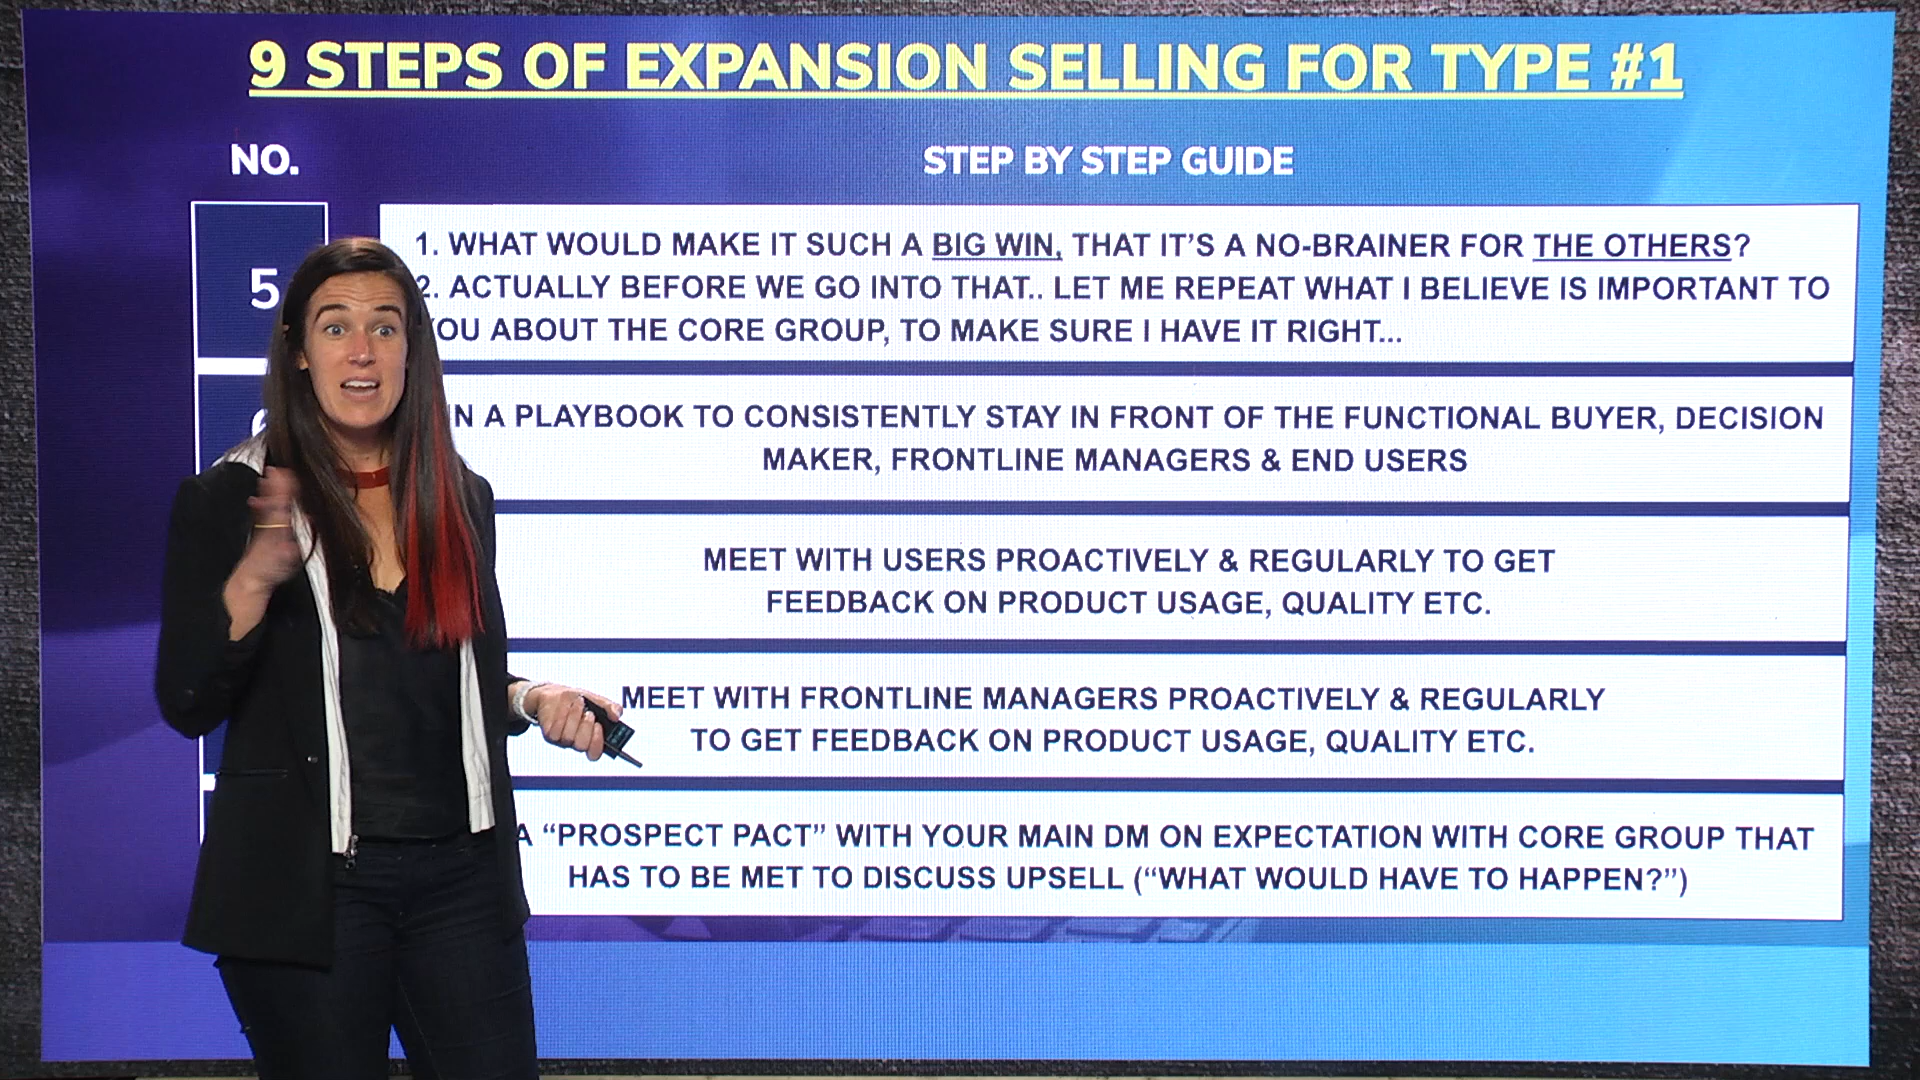 9 STEPS OF EXPANSION SELLING FOR TYPE #1
NO.
STEP BY STEP GUIDE
5
1. WHAT WOULD MAKE IT SUCH A BIG WIN, THAT IT’S A NO-BRAINER FOR THE OTHERS?
2. ACTUALLY BEFORE WE GO INTO THAT.. LET ME REPEAT WHAT I BELIEVE IS IMPORTANT TO
YOU ABOUT THE CORE GROUP, TO MAKE SURE I HAVE IT RIGHT...
A PLAYBOOK TO CONSISTENTLY STAY IN FRONT OF THE FUNCTIONAL BUYER, DECISION
MAKER, FRONTLINE MANAGERS & END USERS
MEET WITH USERS PROACTIVELY & REGULARLY TO GET
FEEDBACK ON PRODUCT USAGE, QUALITY ETC.
MEET WITH FRONTLINE MANAGERS PROACTIVELY & REGULARLY
TO GET FEEDBACK ON PRODUCT USAGE, QUALITY ETC.
A “PROSPECT PACT” WITH YOUR MAIN DM ON EXPECTATION WITH CORE GROUP THAT
HAS TO BE MET TO DISCUSS UPSELL (“WHAT WOULD HAVE TO HAPPEN?”)